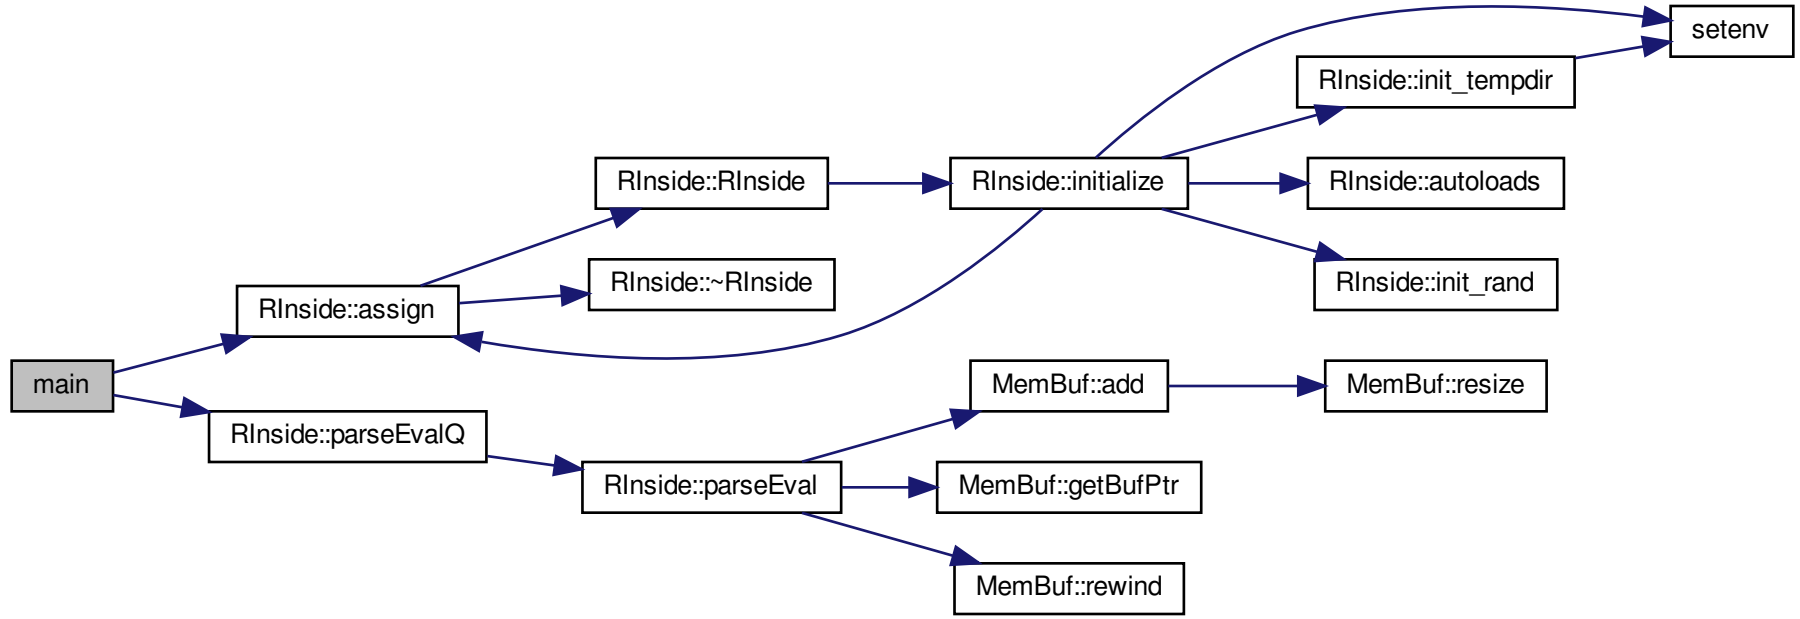 setenv
RInside::init_tempdir
RInside::RInside
RInside::initialize
RInside::autoloads
RInside::~RInside
RInside::init_rand
RInside::assign
main
MemBuf::add
MemBuf::resize
RInside::parseEvalQ
RInside::parseEval
MemBuf::getBufPtr
MemBuf::rewind